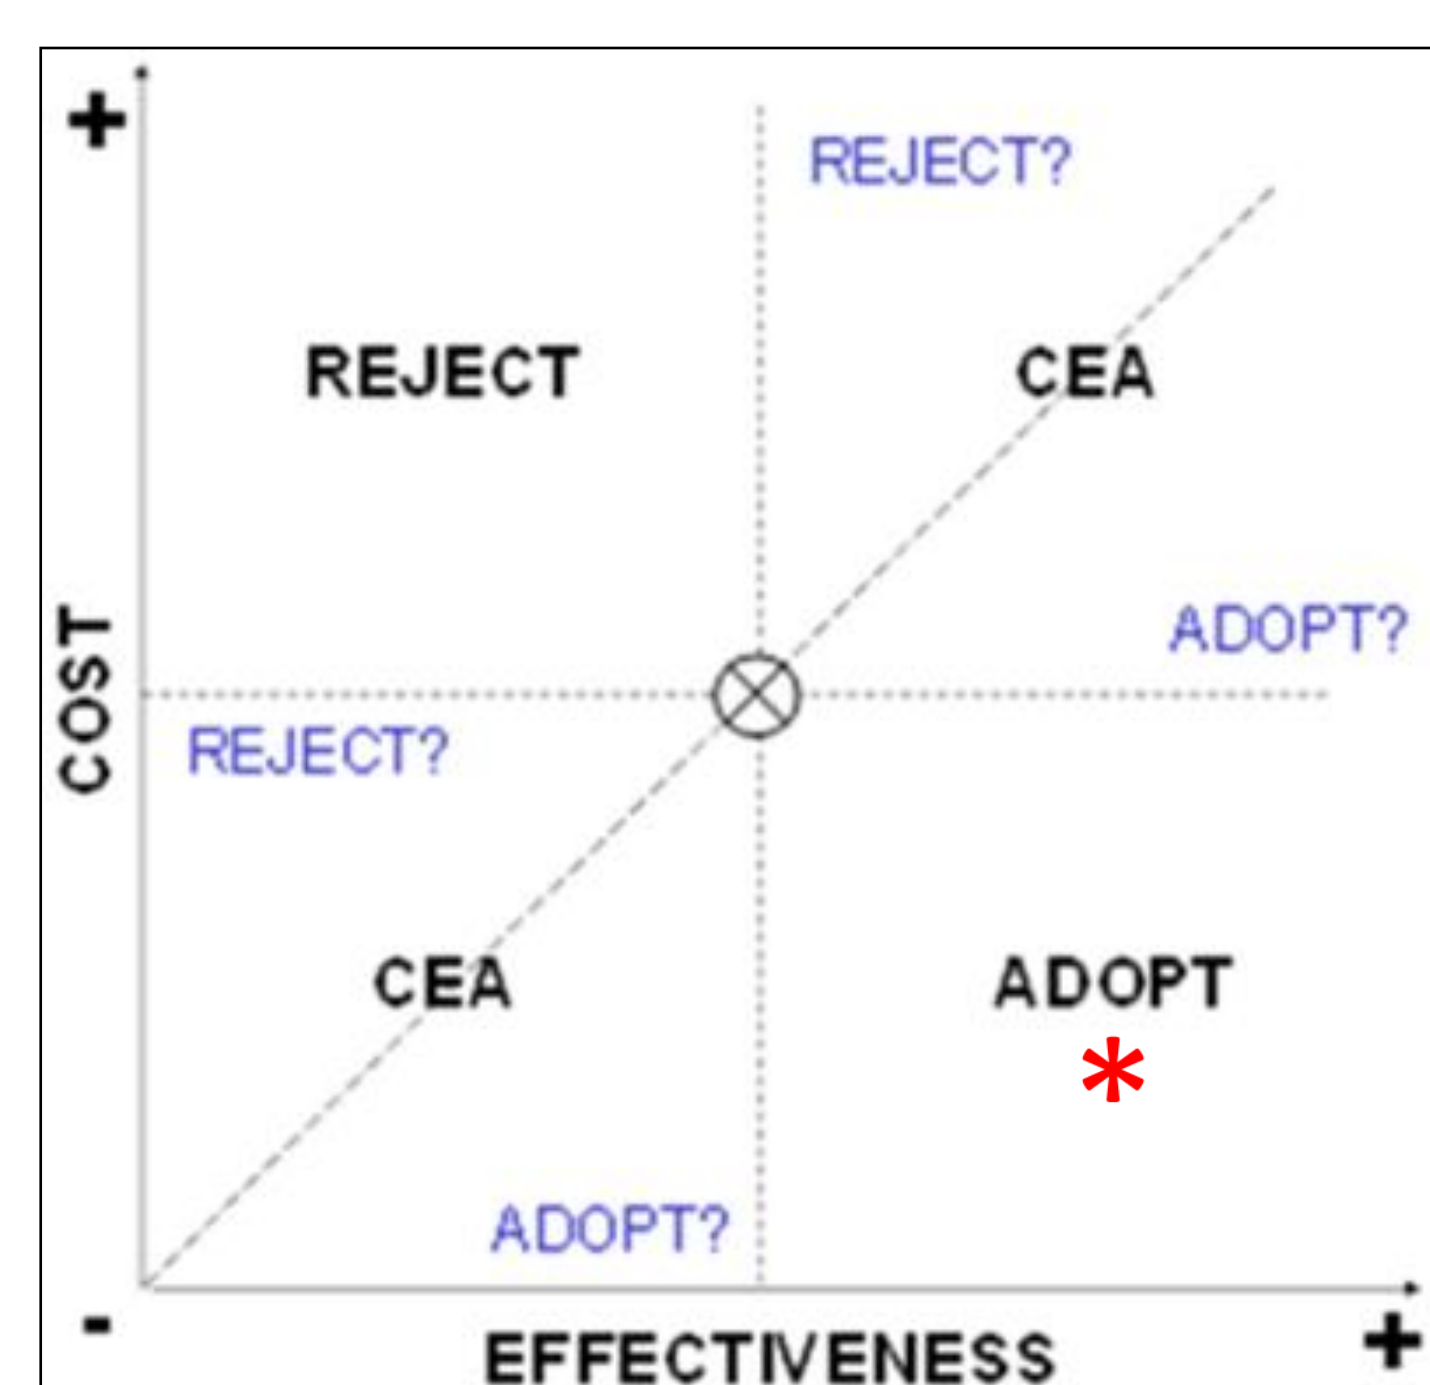 +
REJECT?
REJECT
CEA
ADOPT?
COST
REJECT?
CEA
ADOPT
*
ADOPT?
-
EFFECTIVENESS
+